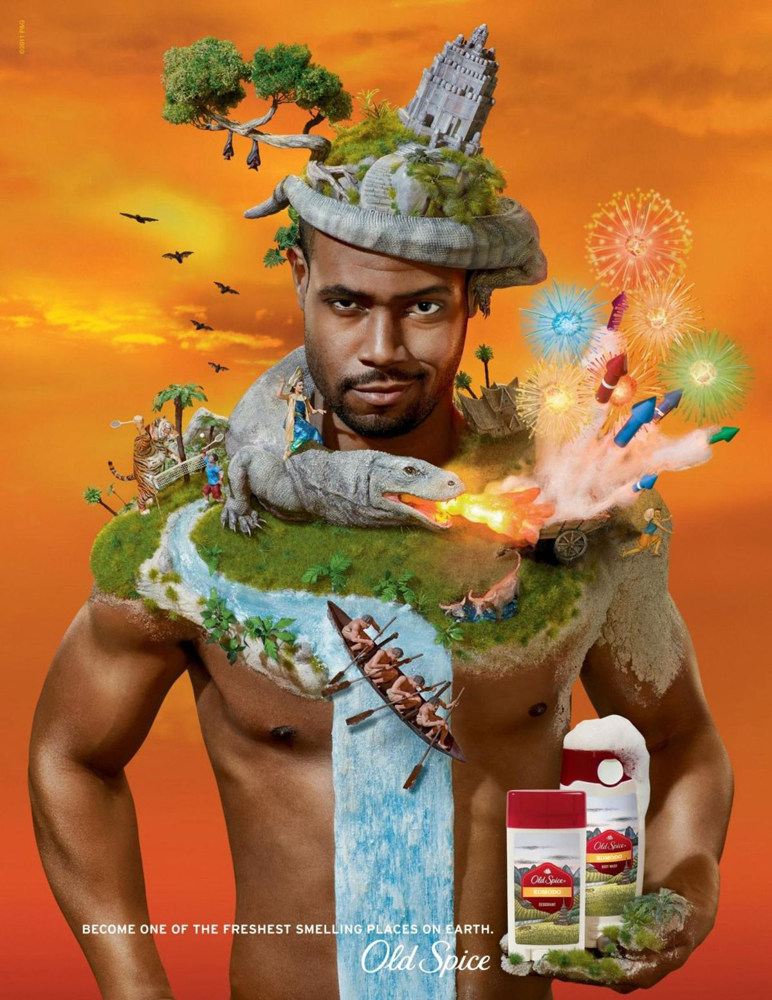 ©2011 P&G
Old Spice
KOMODO
BODY WASH
Old Spice
KOMODO
DEODORANT
BECOME ONE OF THE FRESHEST SMELLING PLACES ON EARTH.
Old Spice